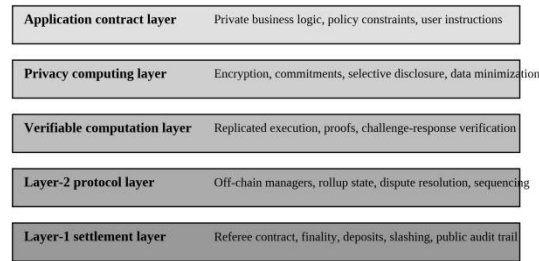 Application contract layer Private business logic, policy constraints, user instructions
Privacy computing layer Encryption, commitments, selective disclosure, data minimization
Verifiable computation layer Replicated execution, proofs, challenge-response verification
Layer-2 protocol layer Off-chain managers, rollup state, dispute resolution, sequencing
Layer-1 settlement layer Referee contract, finality, deposits, slashing, public audit trail